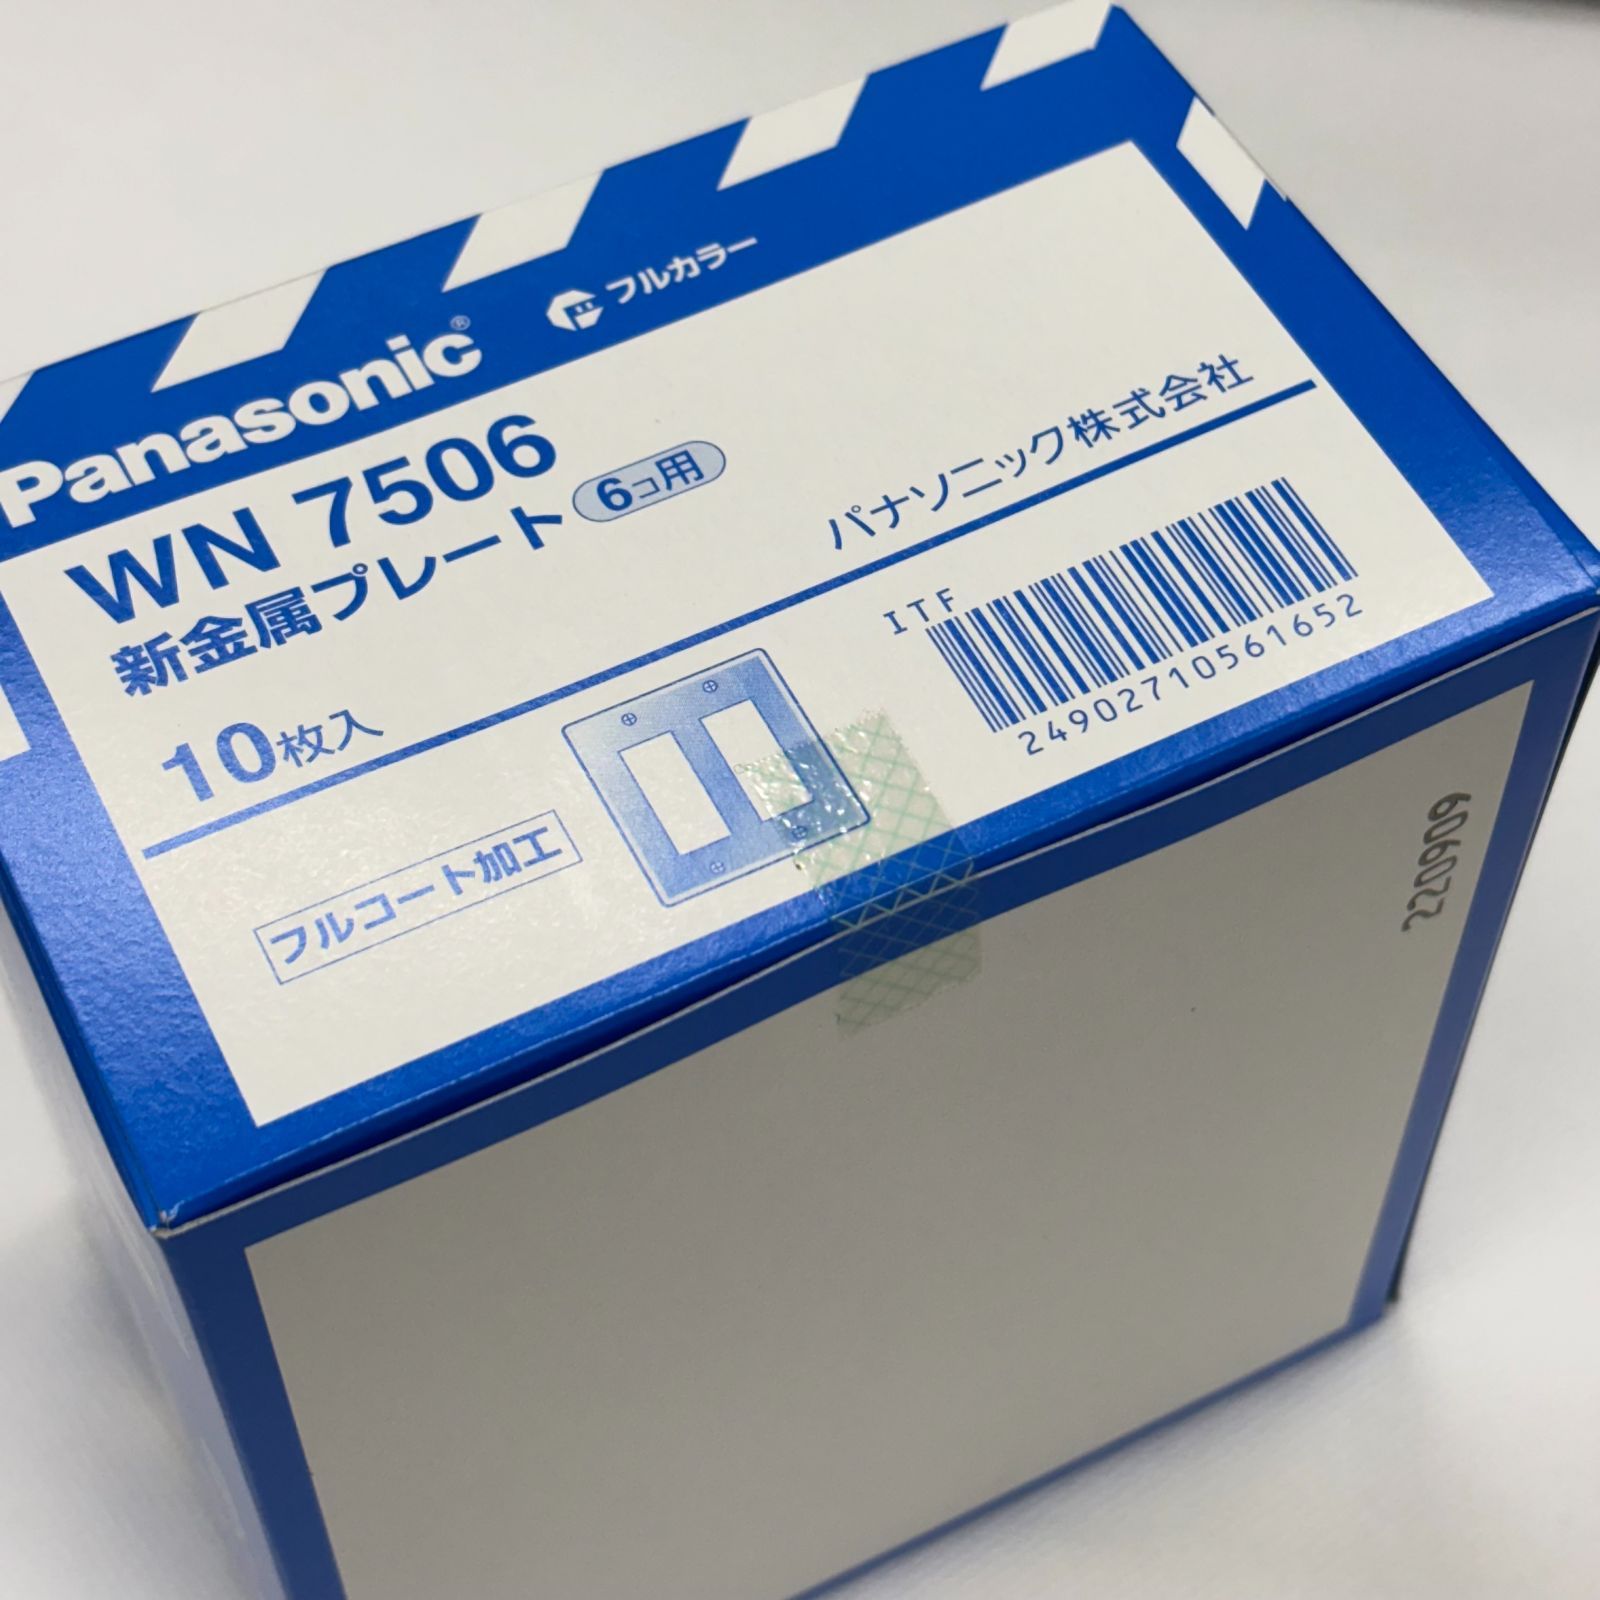 Panasonic®
フルカラー
WN 7506
新金属プレート 6コ用
パナソニック株式会社
10枚入
ITF
24902710561652
フルコート加工
220909